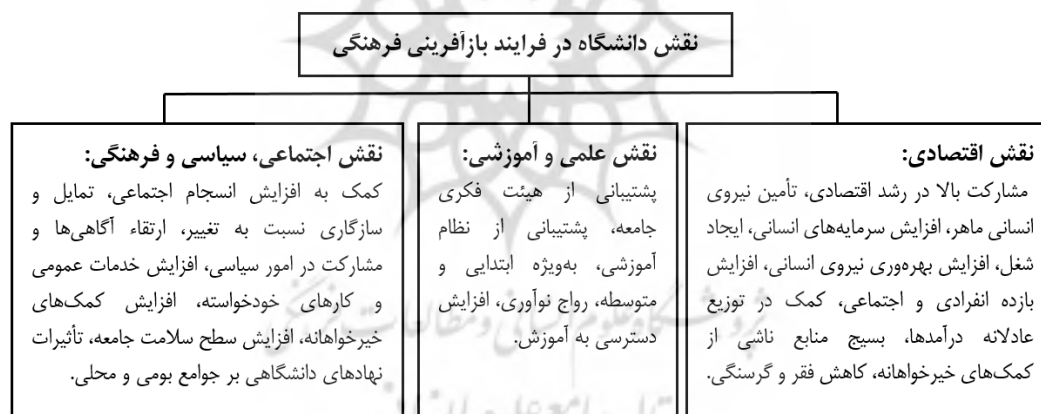 نقش دانشگاه در فرایند بازآفرینی فرهنگی
نقش اقتصادی:
مشارکت بالا در رشد اقتصادی، تأمین نیروی
انسانی ماهر، افزایش سرمایه‌های انسانی، ایجاد
شغل، افزایش بهره‌وری نیروی انسانی، افزایش
بازده انفرادی و اجتماعی، کمک در توزیع
عادلانه درآمدها، بسیج منابع ناشی از
کمک‌های خیرخواهانه، کاهش فقر و گرسنگی.
نقش علمی و آموزشی:
پشتیبانی از هیئت فکری
جامعه، پشتیبانی از نظام
آموزشی، به‌ویژه ابتدایی و
متوسطه، رواج نوآوری، افزایش
دسترسی به آموزش.
نقش اجتماعی، سیاسی و فرهنگی:
کمک به افزایش انسجام اجتماعی، تمایل و
سازگاری نسبت به تغییر، ارتقاء آگاهی‌ها و
مشارکت در امور سیاسی، افزایش خدمات عمومی
و کارهای خودخواسته، افزایش کمک‌های
خیرخواهانه، افزایش سطح سلامت جامعه، تأثیرات
نهادهای دانشگاهی بر جوامع بومی و محلی.